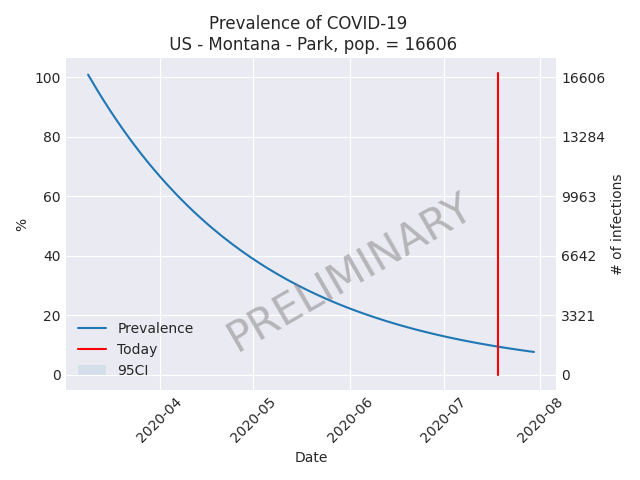 Prevalence of COVID-19
US - Montana - Park, pop. = 16606
100
80
60
40
20
0
%
16606
13284
9963
6642
3321
0
# of infections
PRELIMINARY
Prevalence
Today
95CI
2020-04
2020-05
2020-06
2020-07
2020-08
Date